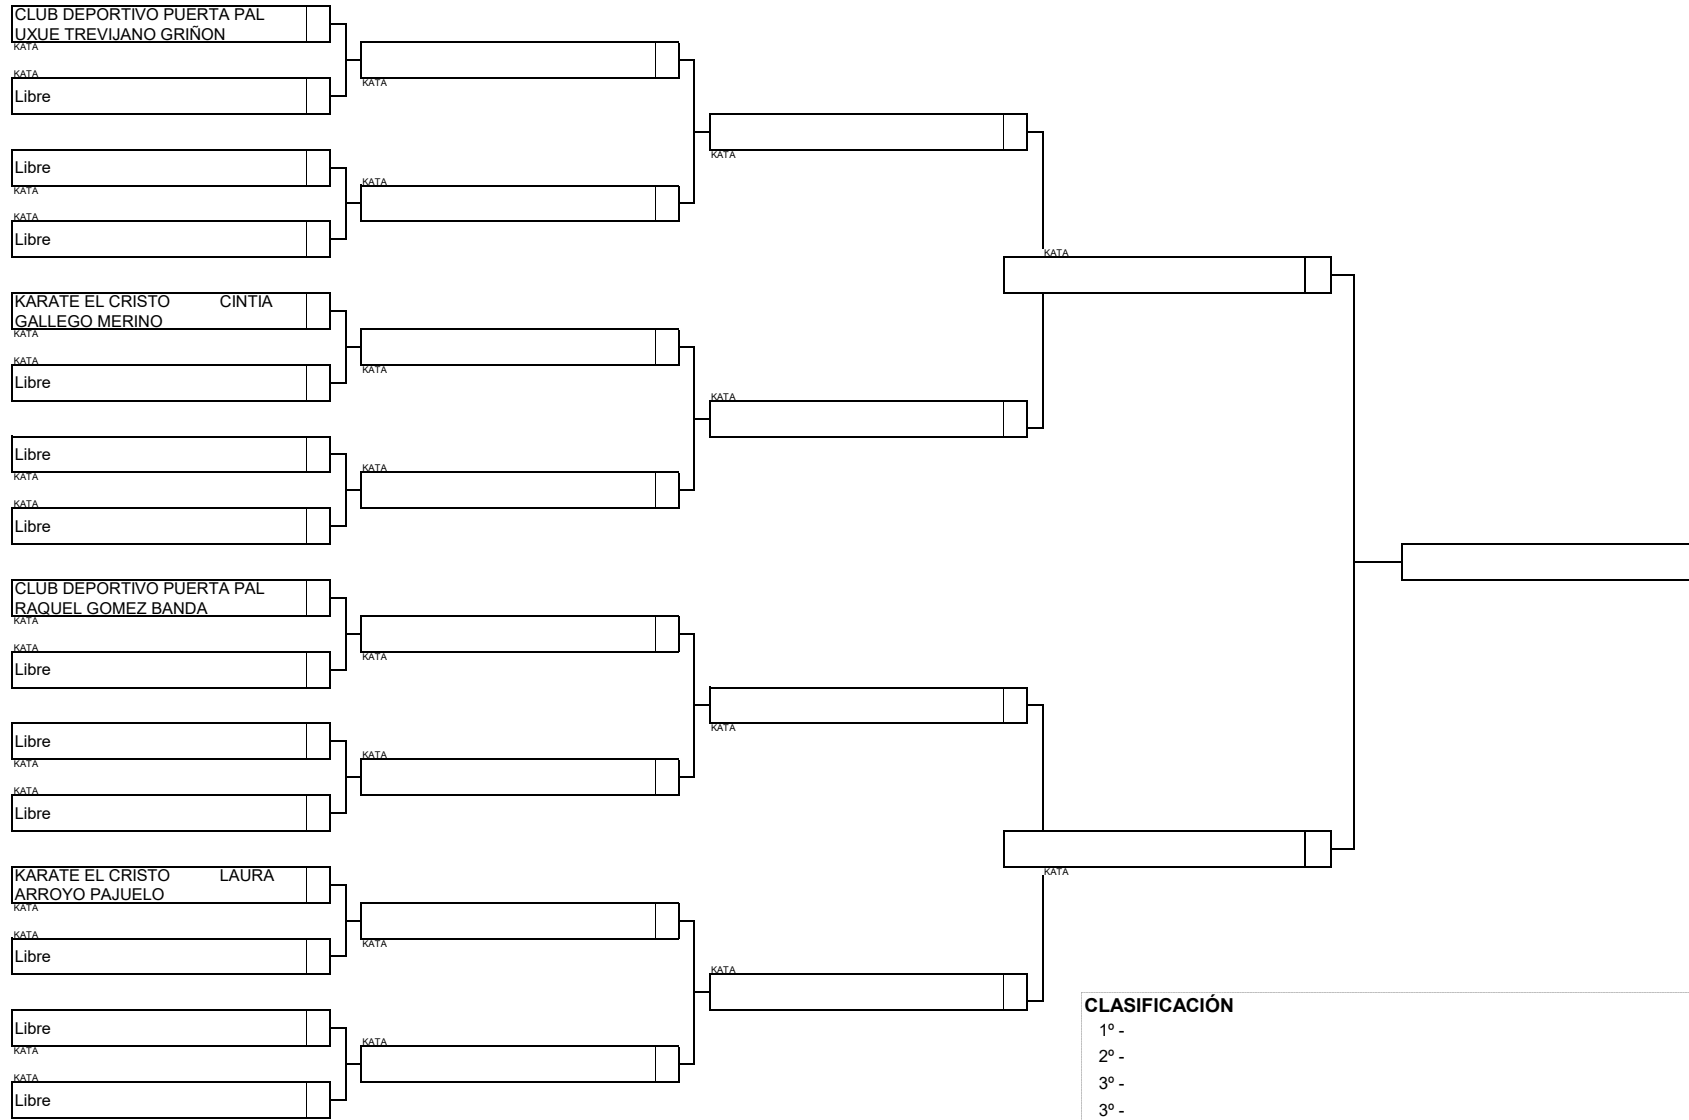 CLUB DEPORTIVO PUERTA PAL
UXUE TREVIJANO GRIÑON
KATA
KATA
Libre
KATA
Libre
KATA
KATA
Libre
KATA
KARATE EL CRISTO CINTIA
GALLEGO MERINO
KATA
KATA
Libre
KATA
Libre
KATA
KATA
Libre
KATA
CLUB DEPORTIVO PUERTA PAL
RAQUEL GOMEZ BANDA
KATA
KATA
Libre
KATA
Libre
KATA
KATA
Libre
KATA
KARATE EL CRISTO LAURA
ARROYO PAJUELO
KATA
KATA
Libre
KATA
Libre
KATA
KATA
Libre
KATA
KATA
KATA
KATA
KATA
KATA
KATA
CLASIFICACIÓN
1º -
2º -
3º -
3º -